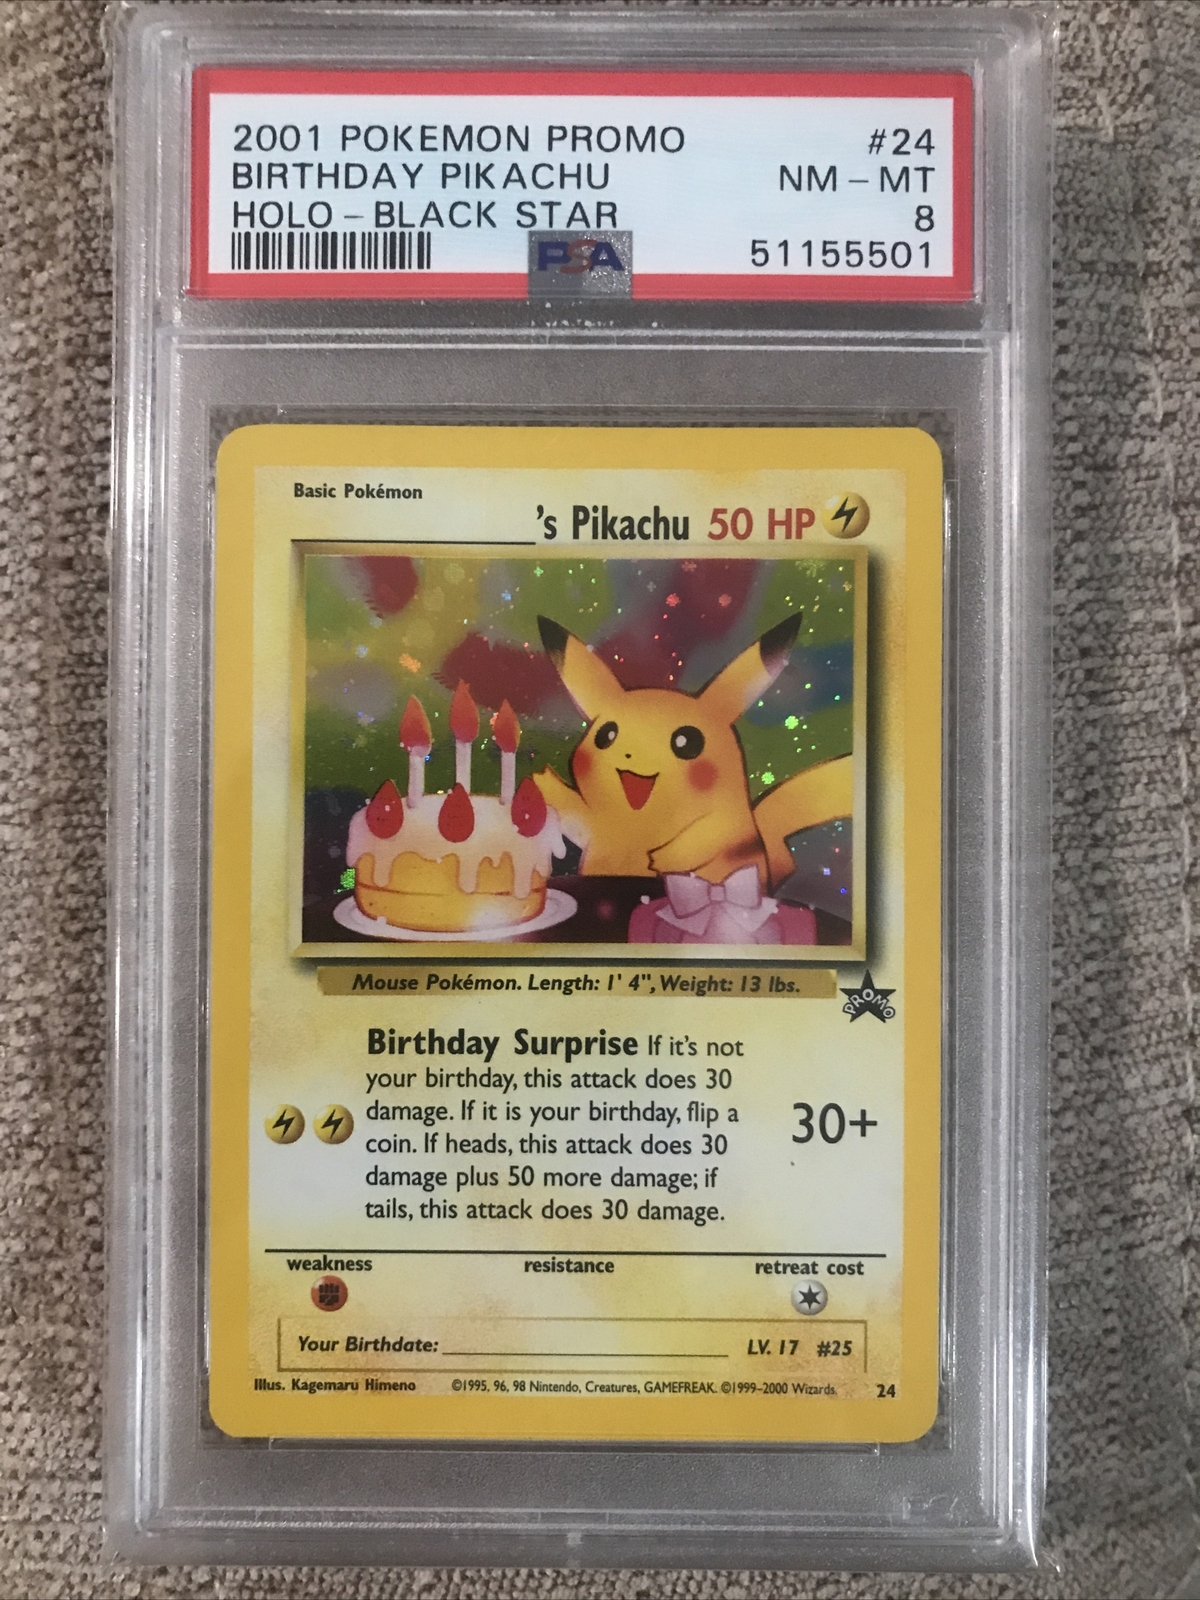 2001 POKEMON PROMO #24
BIRTHDAY PIKACHU NM - MT
HOLO - BLACK STAR 8
PSA 51155501
Basic Pokémon
_____'s Pikachu 50 HP
Mouse Pokémon. Length: 1' 4", Weight: 13 lbs.
PROMO
Birthday Surprise If it's not
your birthday, this attack does 30
damage. If it is your birthday, flip a
coin. If heads, this attack does 30
damage plus 50 more damage; if
tails, this attack does 30 damage.
30+
weakness resistance retreat cost
Your Birthdate: _____ LV. 17 #25
Illus. Kagemaru Himeno ©1995, 96, 98 Nintendo, Creatures, GAMEFREAK. ©1999-2000 Wizards. 24